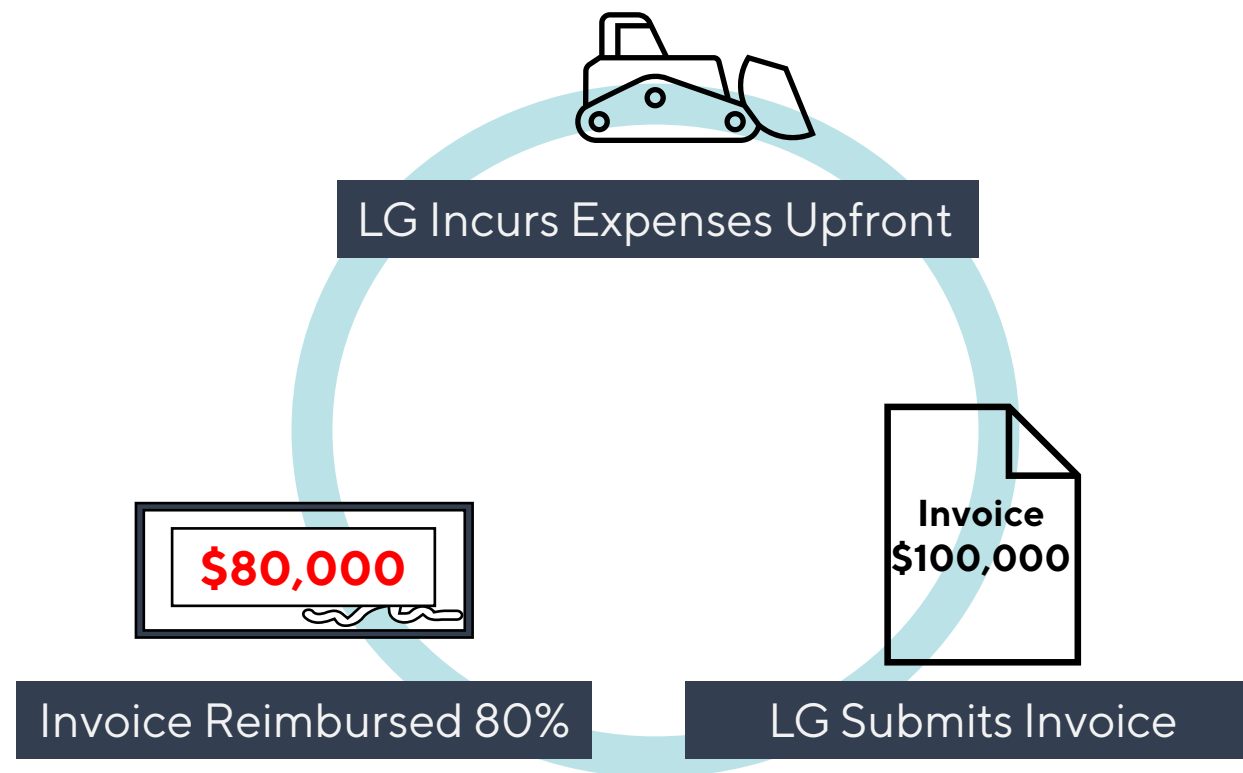 LG Incurs Expenses Upfront
Invoice
$100,000
$80,000
Invoice Reimbursed 80%
LG Submits Invoice